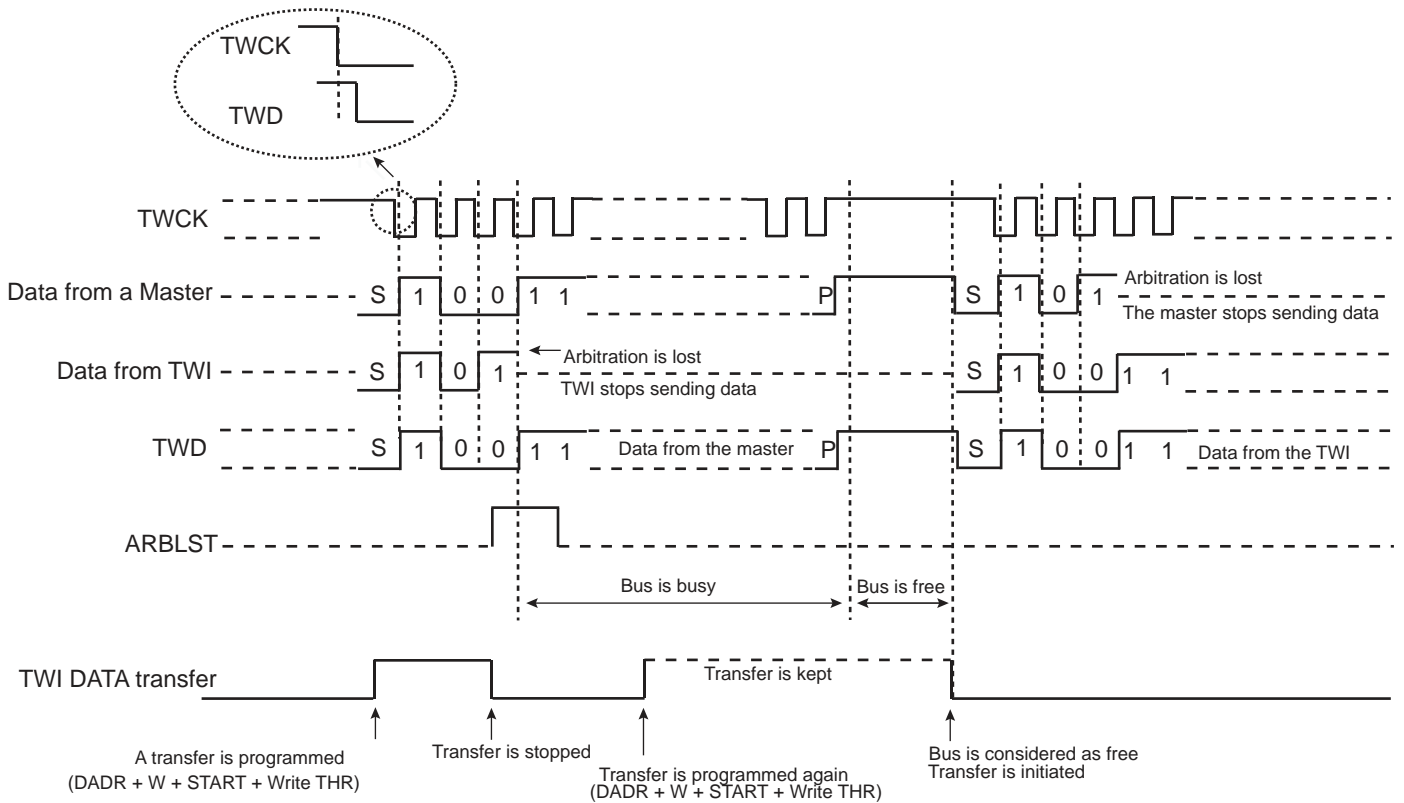 TWCK
TWD
TWCK
Data from a Master S 1 0 0 1 1 P S 1 0 1 Arbitration is lost
The master stops sending data
Data from TWI S 1 0 1 Arbitration is lost S 1 0 0 1 1
TWI stops sending data
TWD S 1 0 0 1 1 Data from the master P S 1 0 0 1 1 Data from the TWI
ARBLST
Bus is busy Bus is free
TWI DATA transfer Transfer is kept
A transfer is programmed
(DADR + W + START + Write THR)
Transfer is stopped
Transfer is programmed again
(DADR + W + START + Write THR)
Bus is considered as free
Transfer is initiated